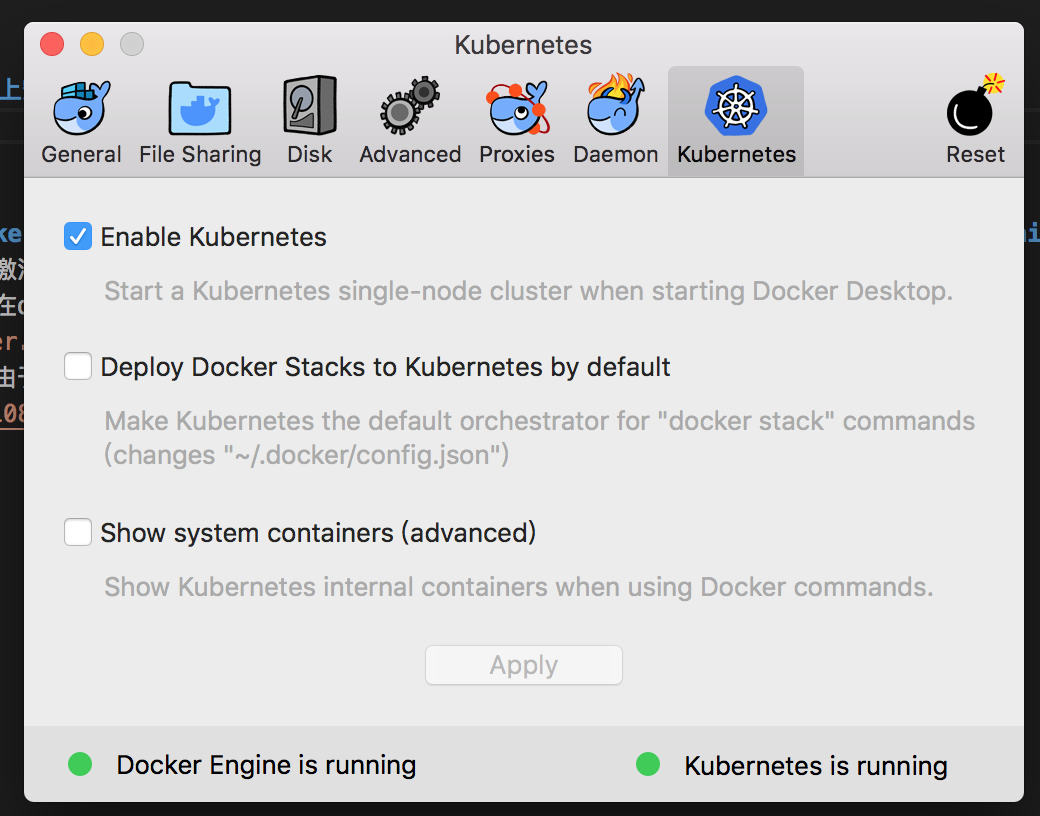 Kubernetes
General File Sharing Disk Advanced Proxies Daemon Kubernetes Reset
Enable Kubernetes
Start a Kubernetes single-node cluster when starting Docker Desktop.
Deploy Docker Stacks to Kubernetes by default
Make Kubernetes the default orchestrator for "docker stack" commands
(changes "~/.docker/config.json")
Show system containers (advanced)
Show Kubernetes internal containers when using Docker commands.
Apply
Docker Engine is running Kubernetes is running